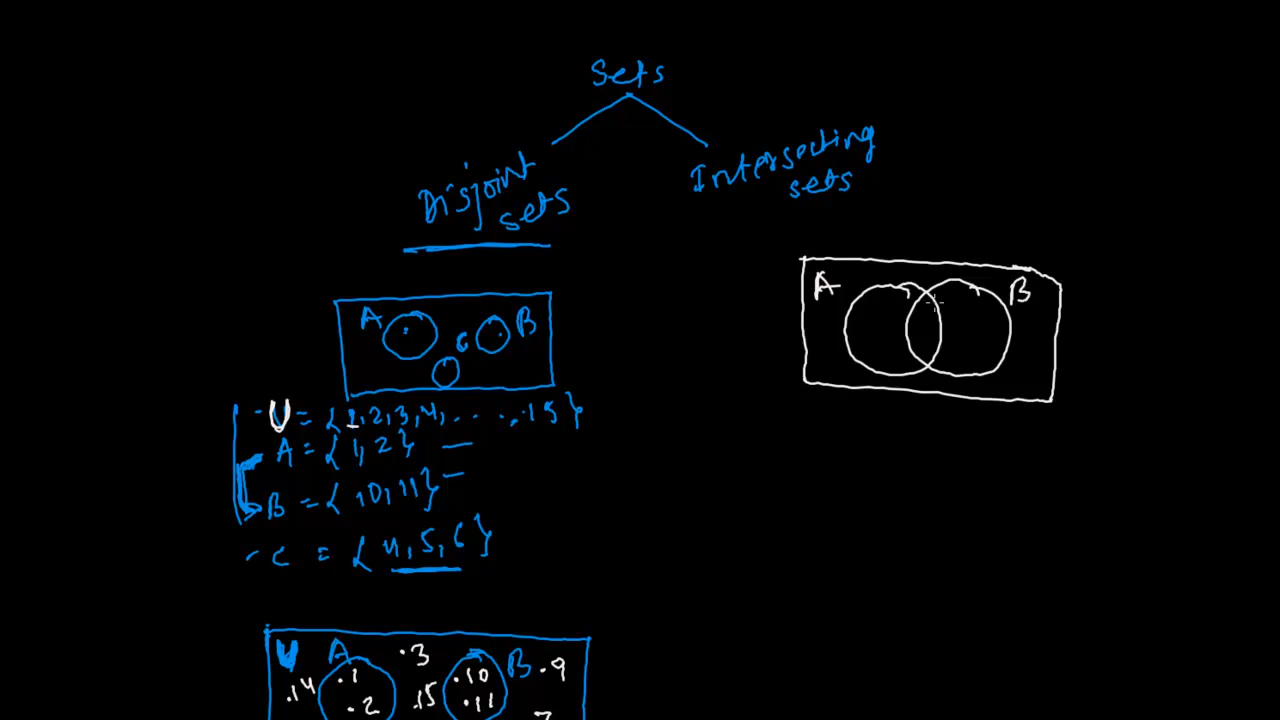 Sets
Disjoint sets
Intersecting sets
A B
C
A B
U = {1,2,3,4,.....,15}
A = {1,2}
B = {10,11}
C = {4,5,6}
U A .3 B .9
.1 .10
.14 .15
.2 .11